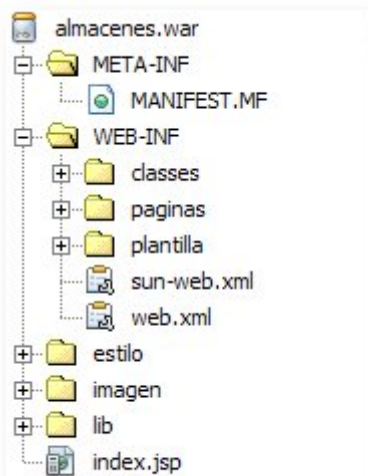 almacenes.war
META-INF
MANIFEST.MF
WEB-INF
classes
paginas
plantilla
sun-web.xml
web.xml
estilo
imagen
lib
index.jsp